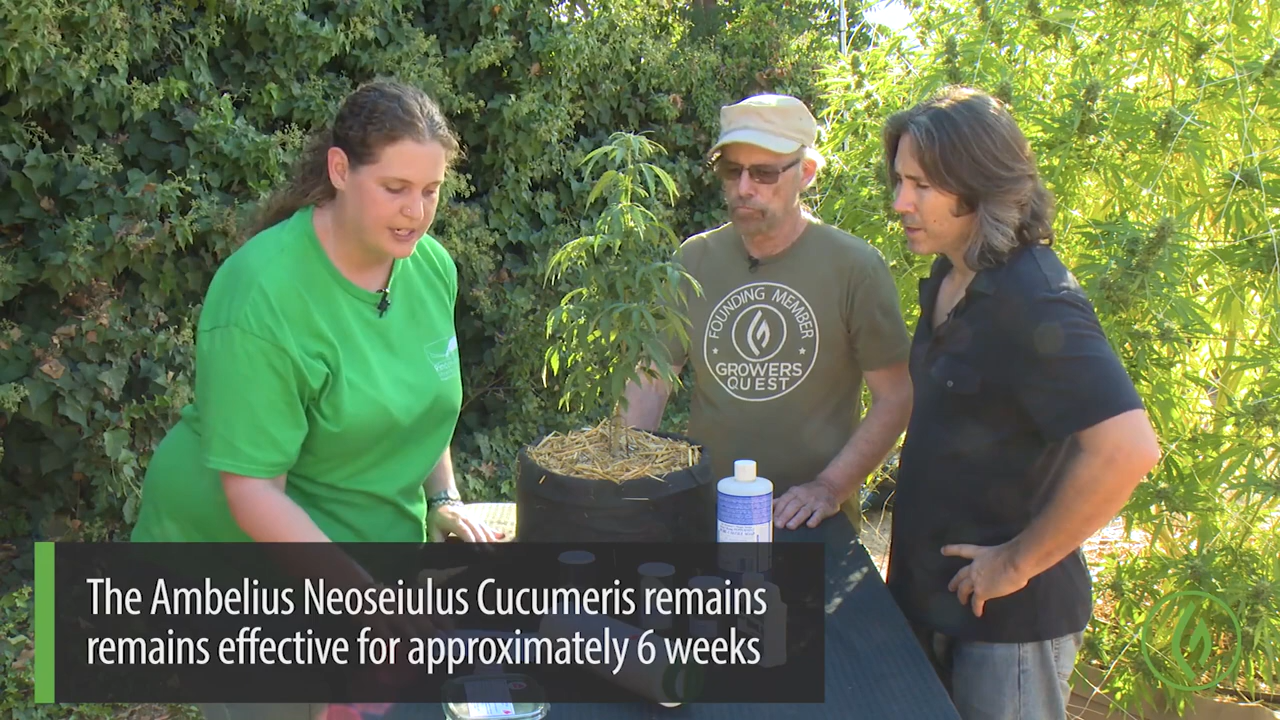 FOUNDING MEMBER
GROWERS
QUEST
The Ambelius Neoseiulus Cucumeris remains
remains effective for approximately 6 weeks